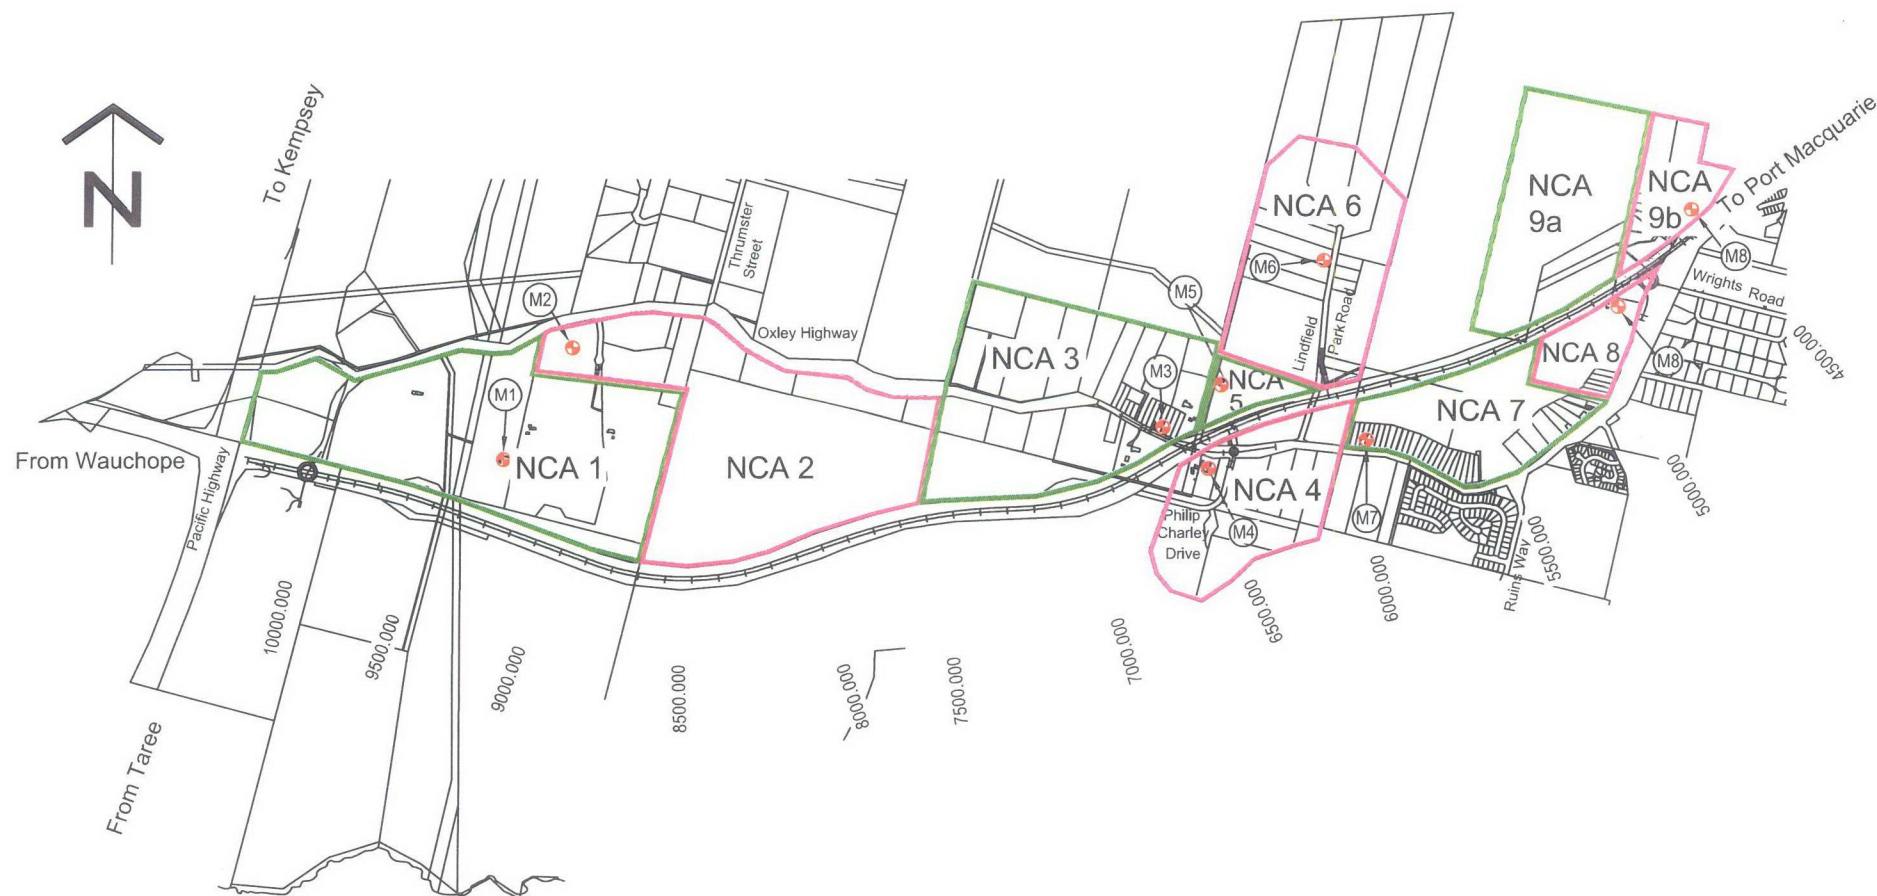 To Kempsey
To Port Macquarie
N
NCA
9a
NCA
9b
NCA 6
Thrumster
Street
M6
M8
M5
Wrights Road
M2
Oxley Highway
Lindfield
Park Road
4500.000
NCA 3
M3
NCA
5
NCA 8
M8
M1
NCA 7
From Wauchope
NCA 1
NCA 2
NCA 4
5000.000
Pacific Highway
Philip
Charley
Drive
M4
M7
Ruins Way
5500.000
6000.000
6500.000
7000.000
7500.000
8000.000
8500.000
9000.000
9500.000
10000.000
From Taree